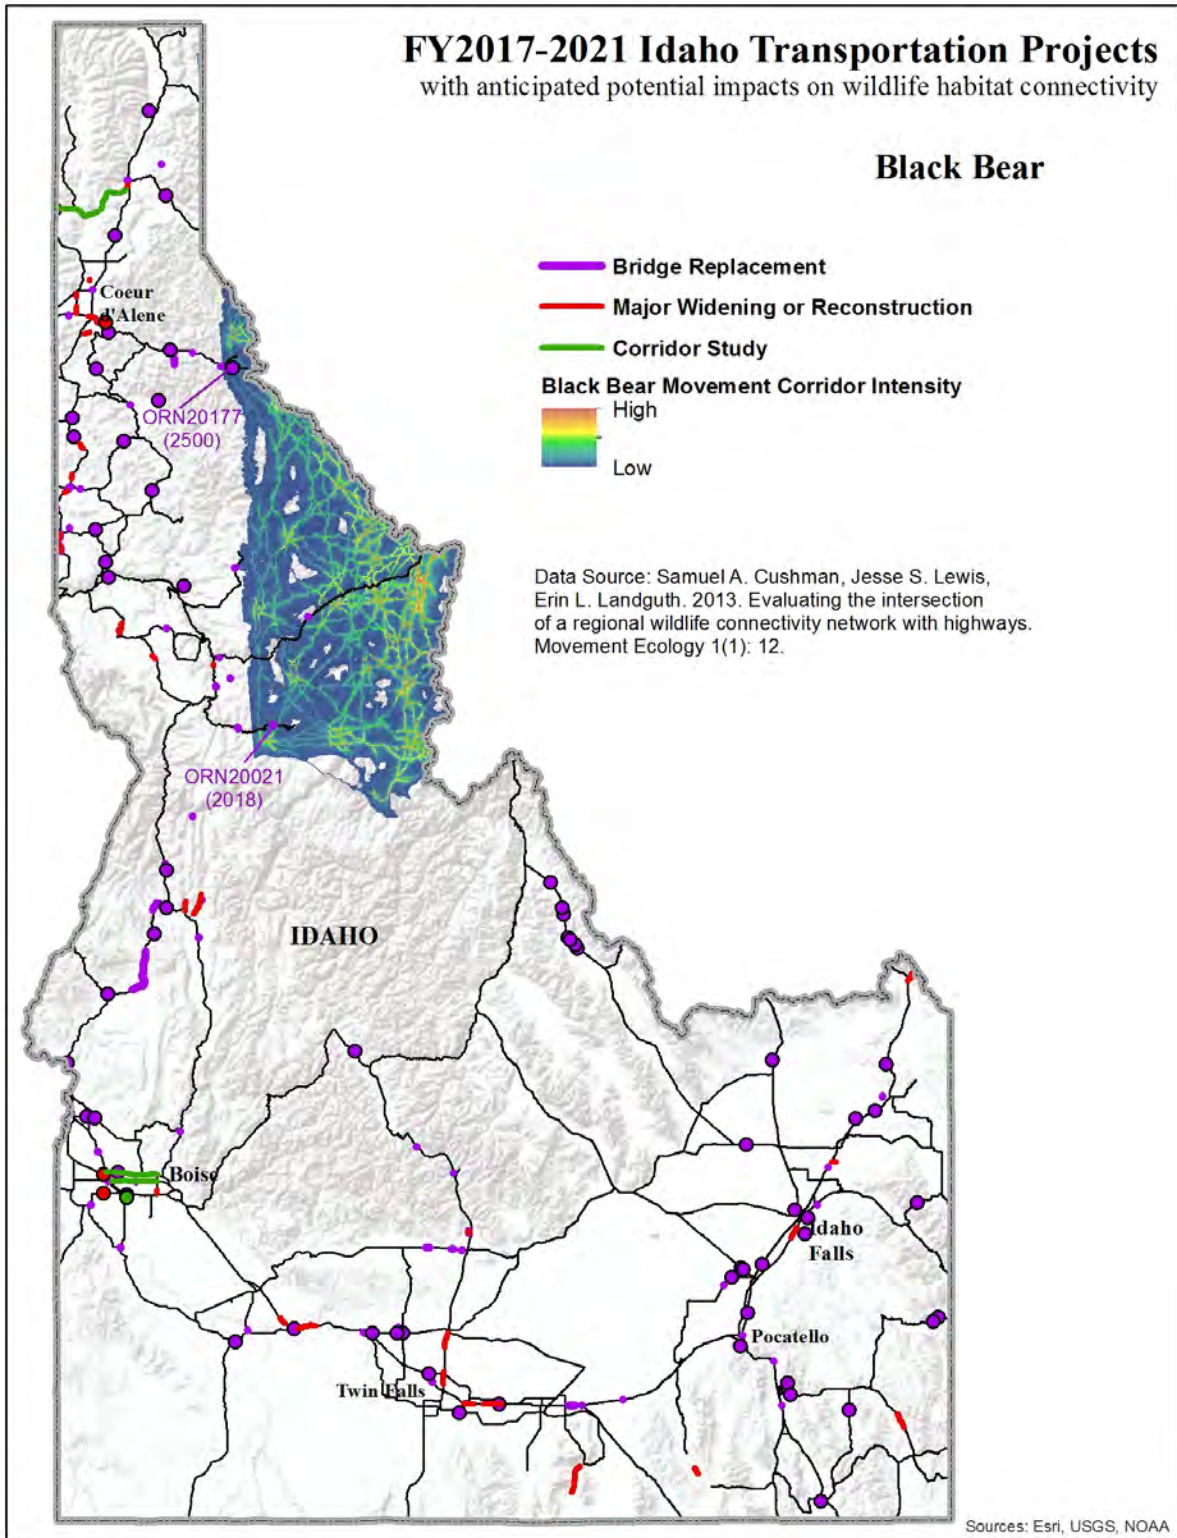 FY2017-2021 Idaho Transportation Projects
with anticipated potential impacts on wildlife habitat connectivity
Black Bear
Bridge Replacement
Major Widening or Reconstruction
Corridor Study
Black Bear Movement Corridor Intensity
High
Low
Coeur
d'Alene
ORN20177
(2500)
Data Source: Samuel A. Cushman, Jesse S. Lewis,
Erin L. Landguth. 2013. Evaluating the intersection
of a regional wildlife connectivity network with highways.
Movement Ecology 1(1): 12.
ORN20021
(2018)
IDAHO
Boise
Idaho
Falls
Pocatello
Twin Falls
Sources: Esri, USGS, NOAA